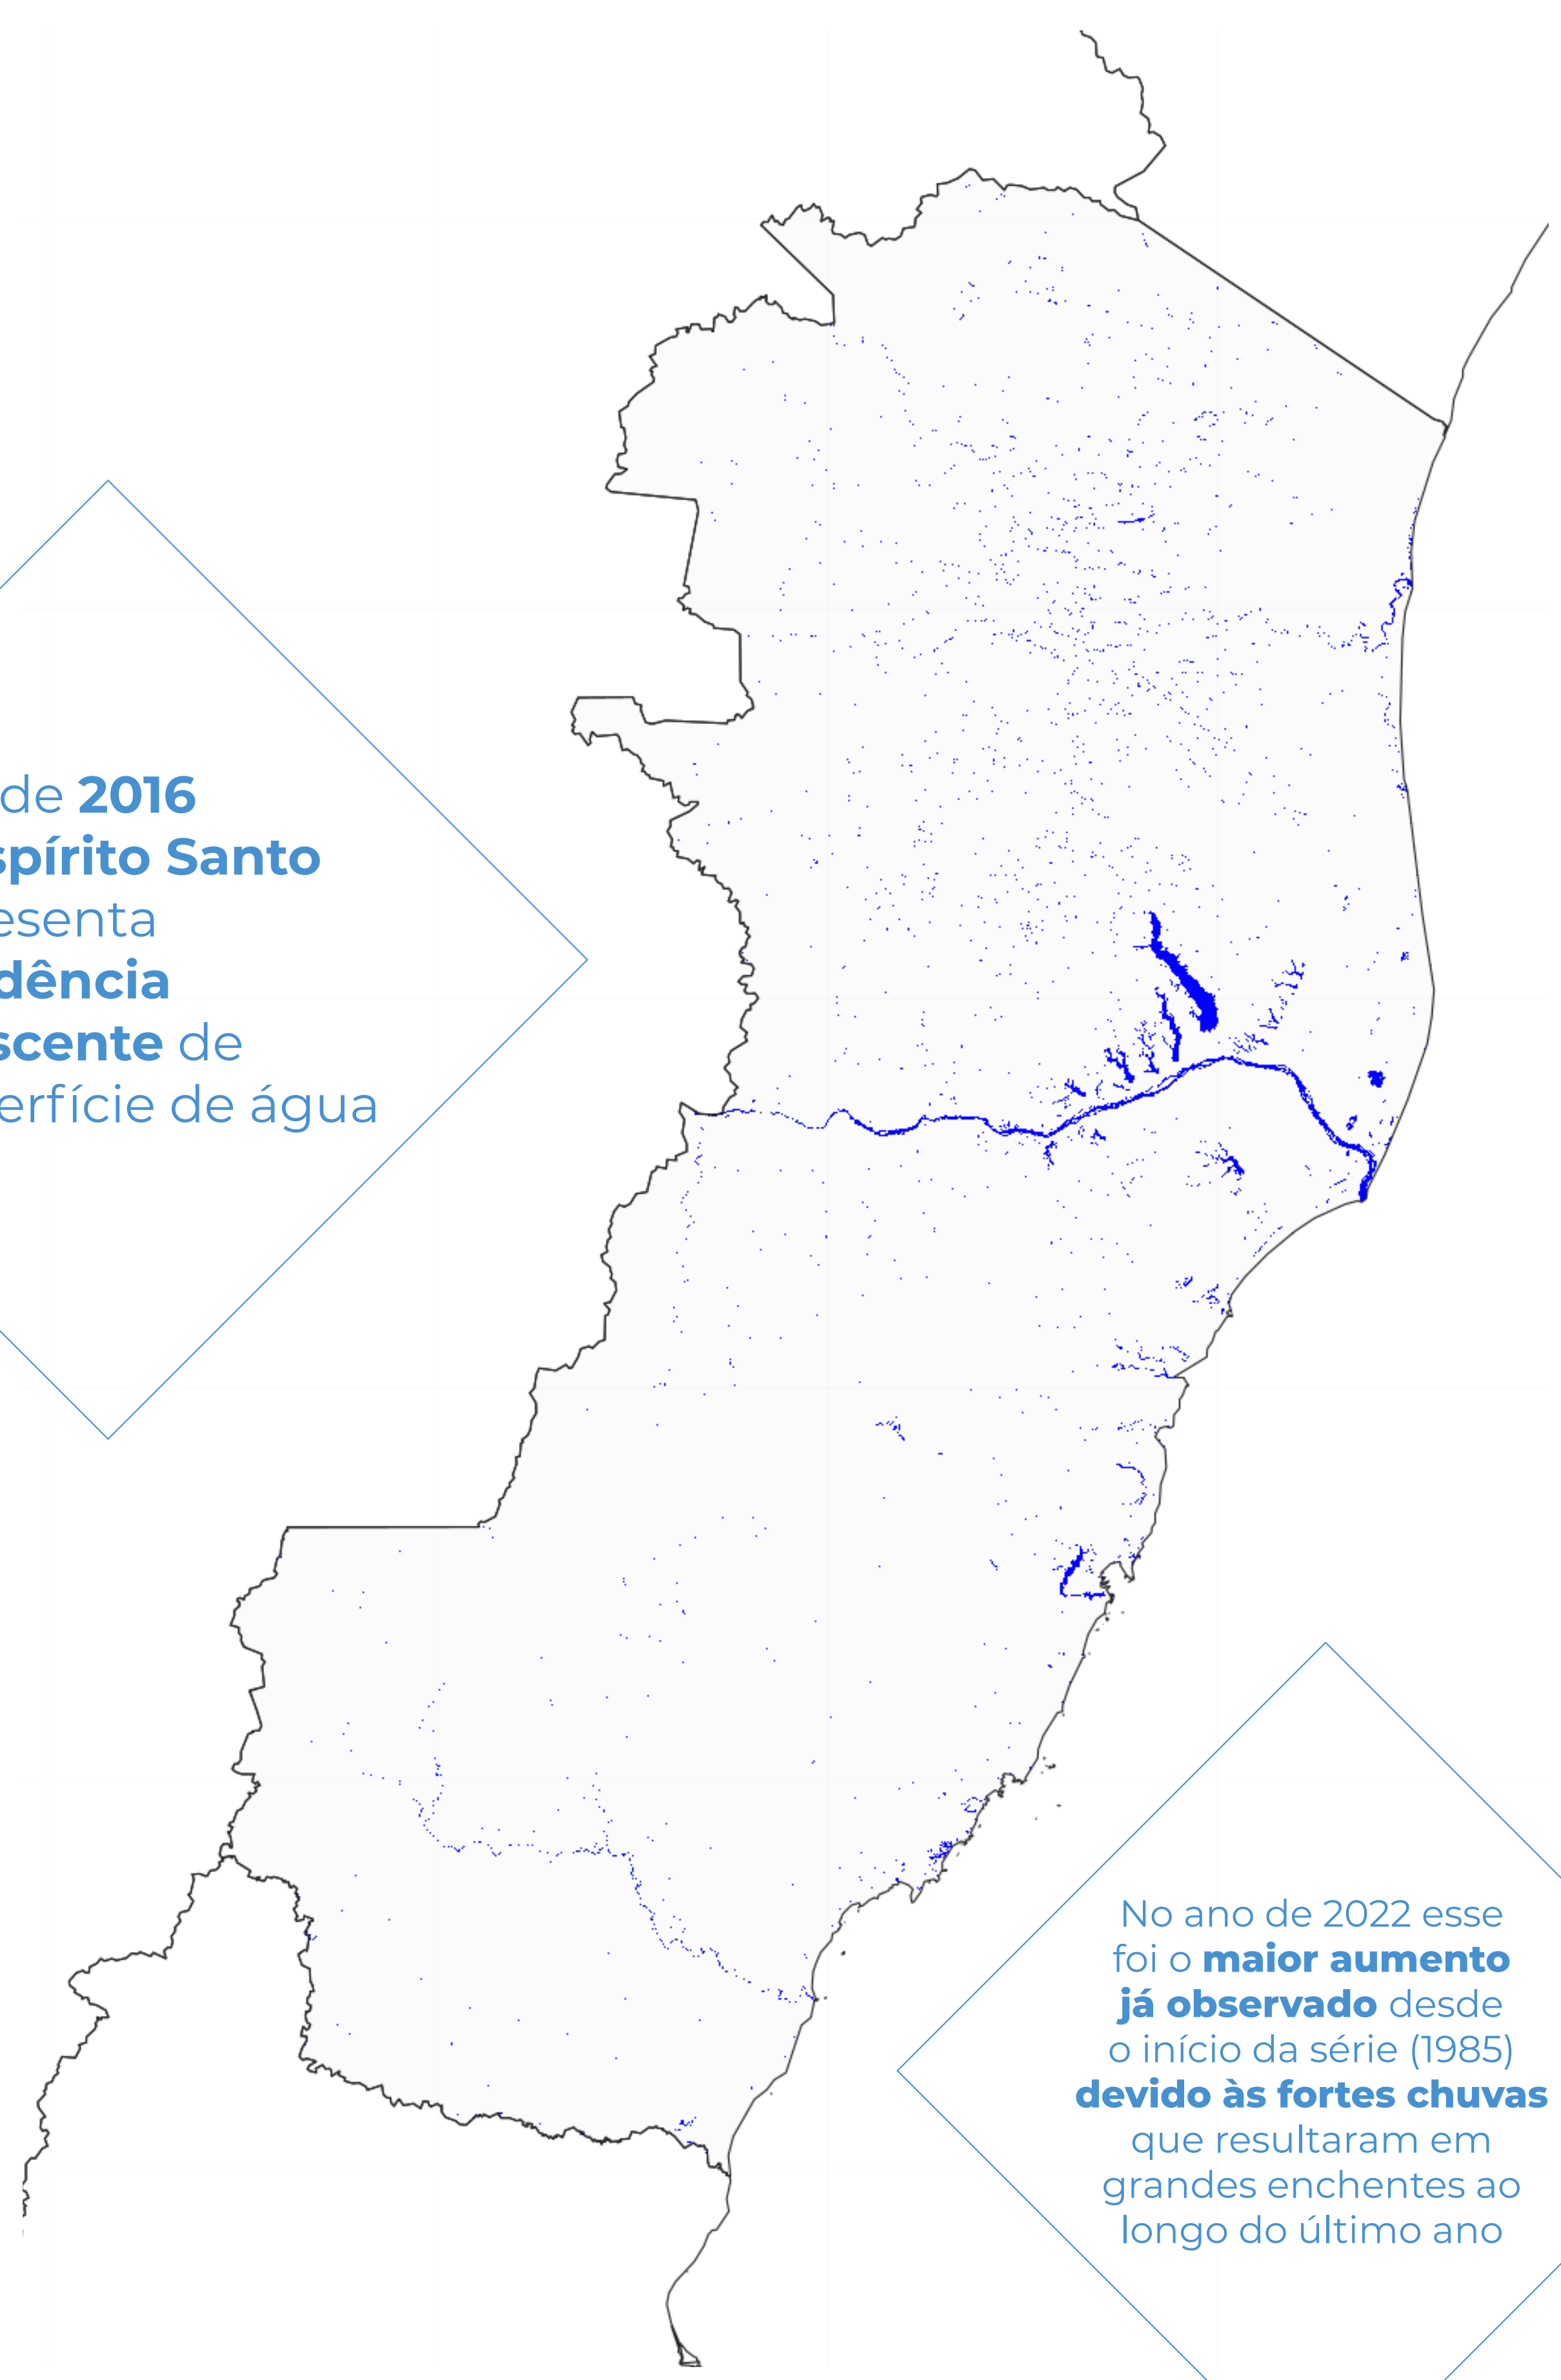 de 2016
spírito Santo
esenta
dência
scente de
erfície de água
No ano de 2022 esse
foi o maior aumento
já observado desde
o início da série (1985)
devido às fortes chuvas
que resultaram em
grandes enchentes ao
longo do último ano